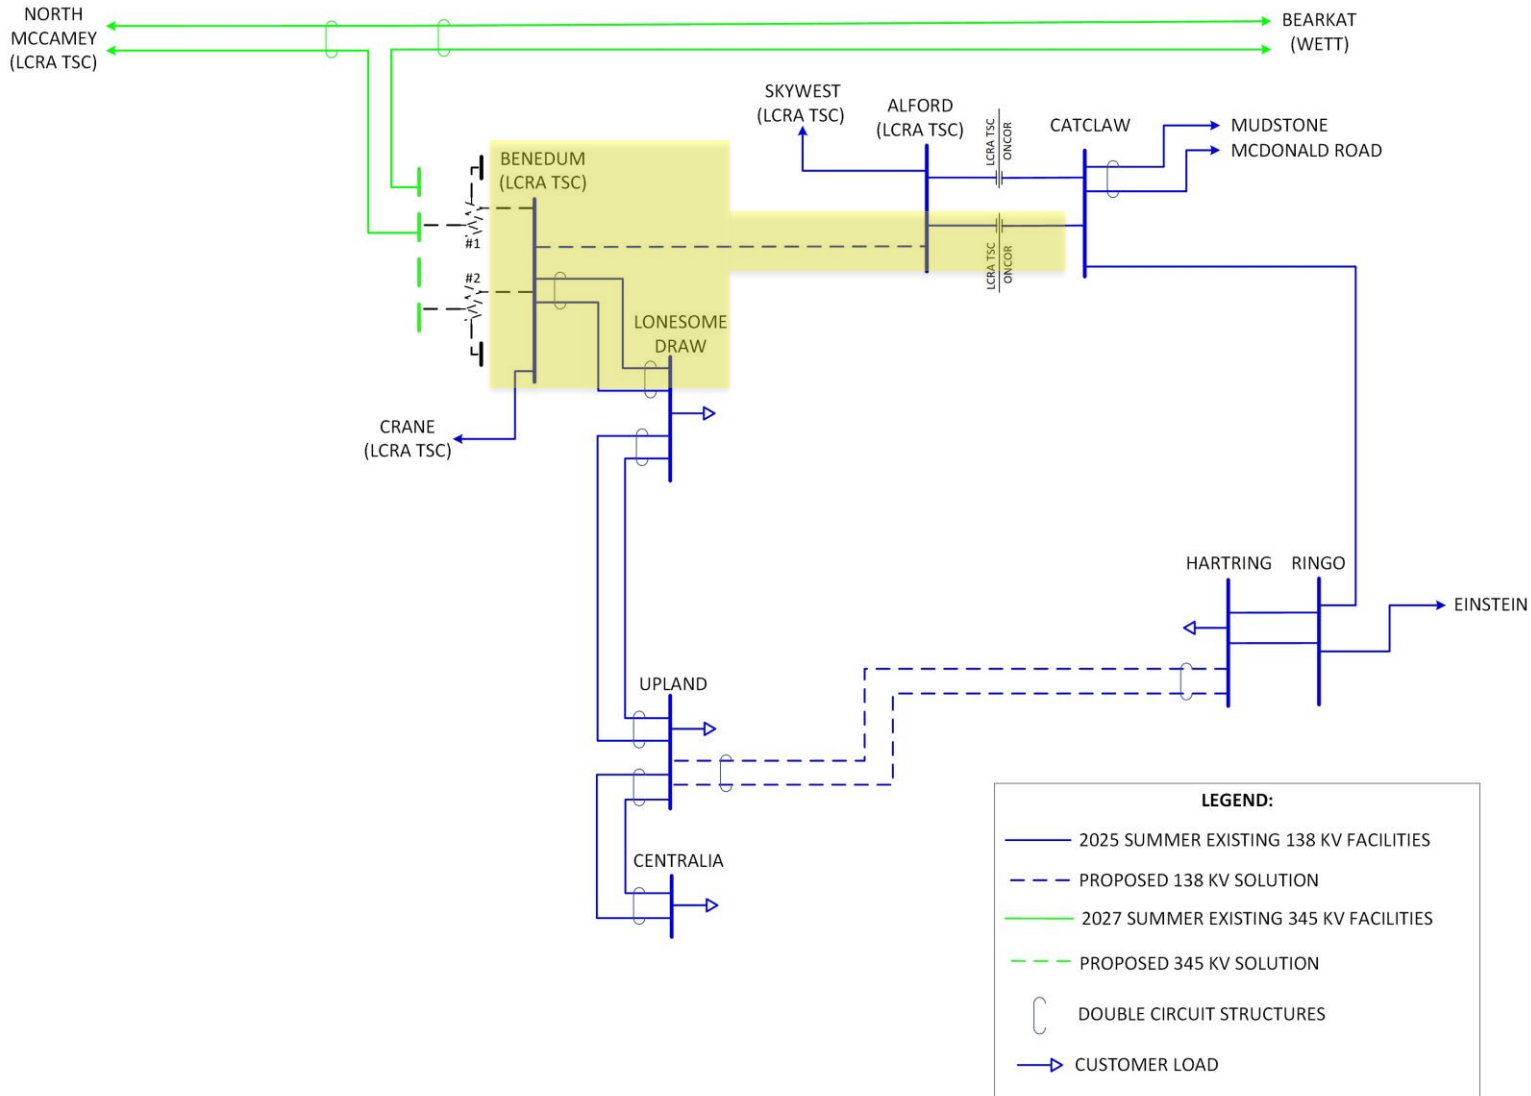 NORTH
MCCAMEY
(LCRA TSC)
BEARKAT
(WETT)
SKYWEST
(LCRA TSC)
ALFORD
(LCRA TSC)
LCRA TSC
ONCOR
CATCLAW
MUDSTONE
MCDONALD ROAD
BENEDUM
(LCRA TSC)
#1
#2
LCRA TSC
ONCOR
LONESOME
DRAW
CRANE
(LCRA TSC)
HARTRING
RINGO
EINSTEIN
UPLAND
CENTRALIA
LEGEND:
2025 SUMMER EXISTING 138 KV FACILITIES
PROPOSED 138 KV SOLUTION
2027 SUMMER EXISTING 345 KV FACILITIES
PROPOSED 345 KV SOLUTION
DOUBLE CIRCUIT STRUCTURES
CUSTOMER LOAD